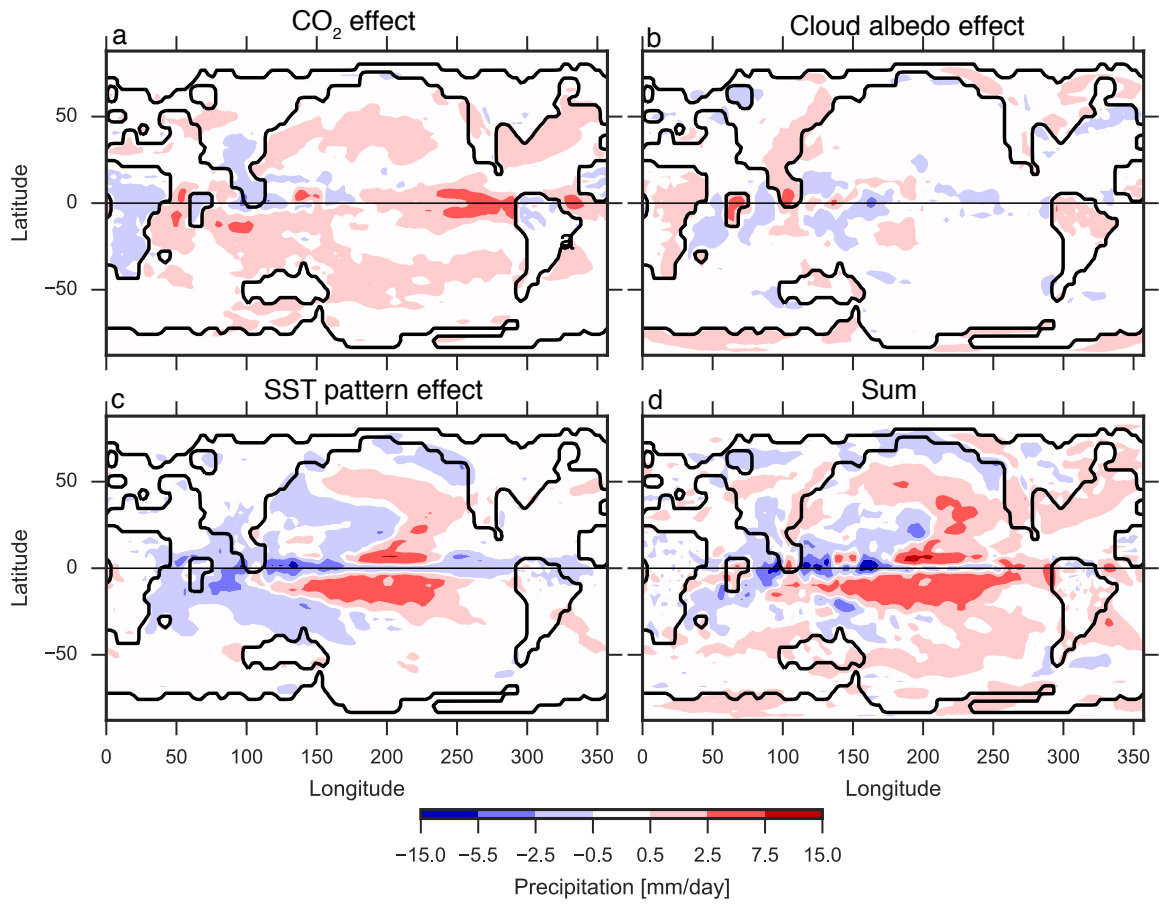 a
CO₂ effect
b
Cloud albedo effect
50
0
−50
Latitude
a
c
SST pattern effect
d
Sum
50
0
−50
Latitude
0 50 100 150 200 250 300 350
0 50 100 150 200 250 300 350
Longitude
Longitude
−15.0 −5.5 −2.5 −0.5 0.5 2.5 7.5 15.0
Precipitation [mm/day]